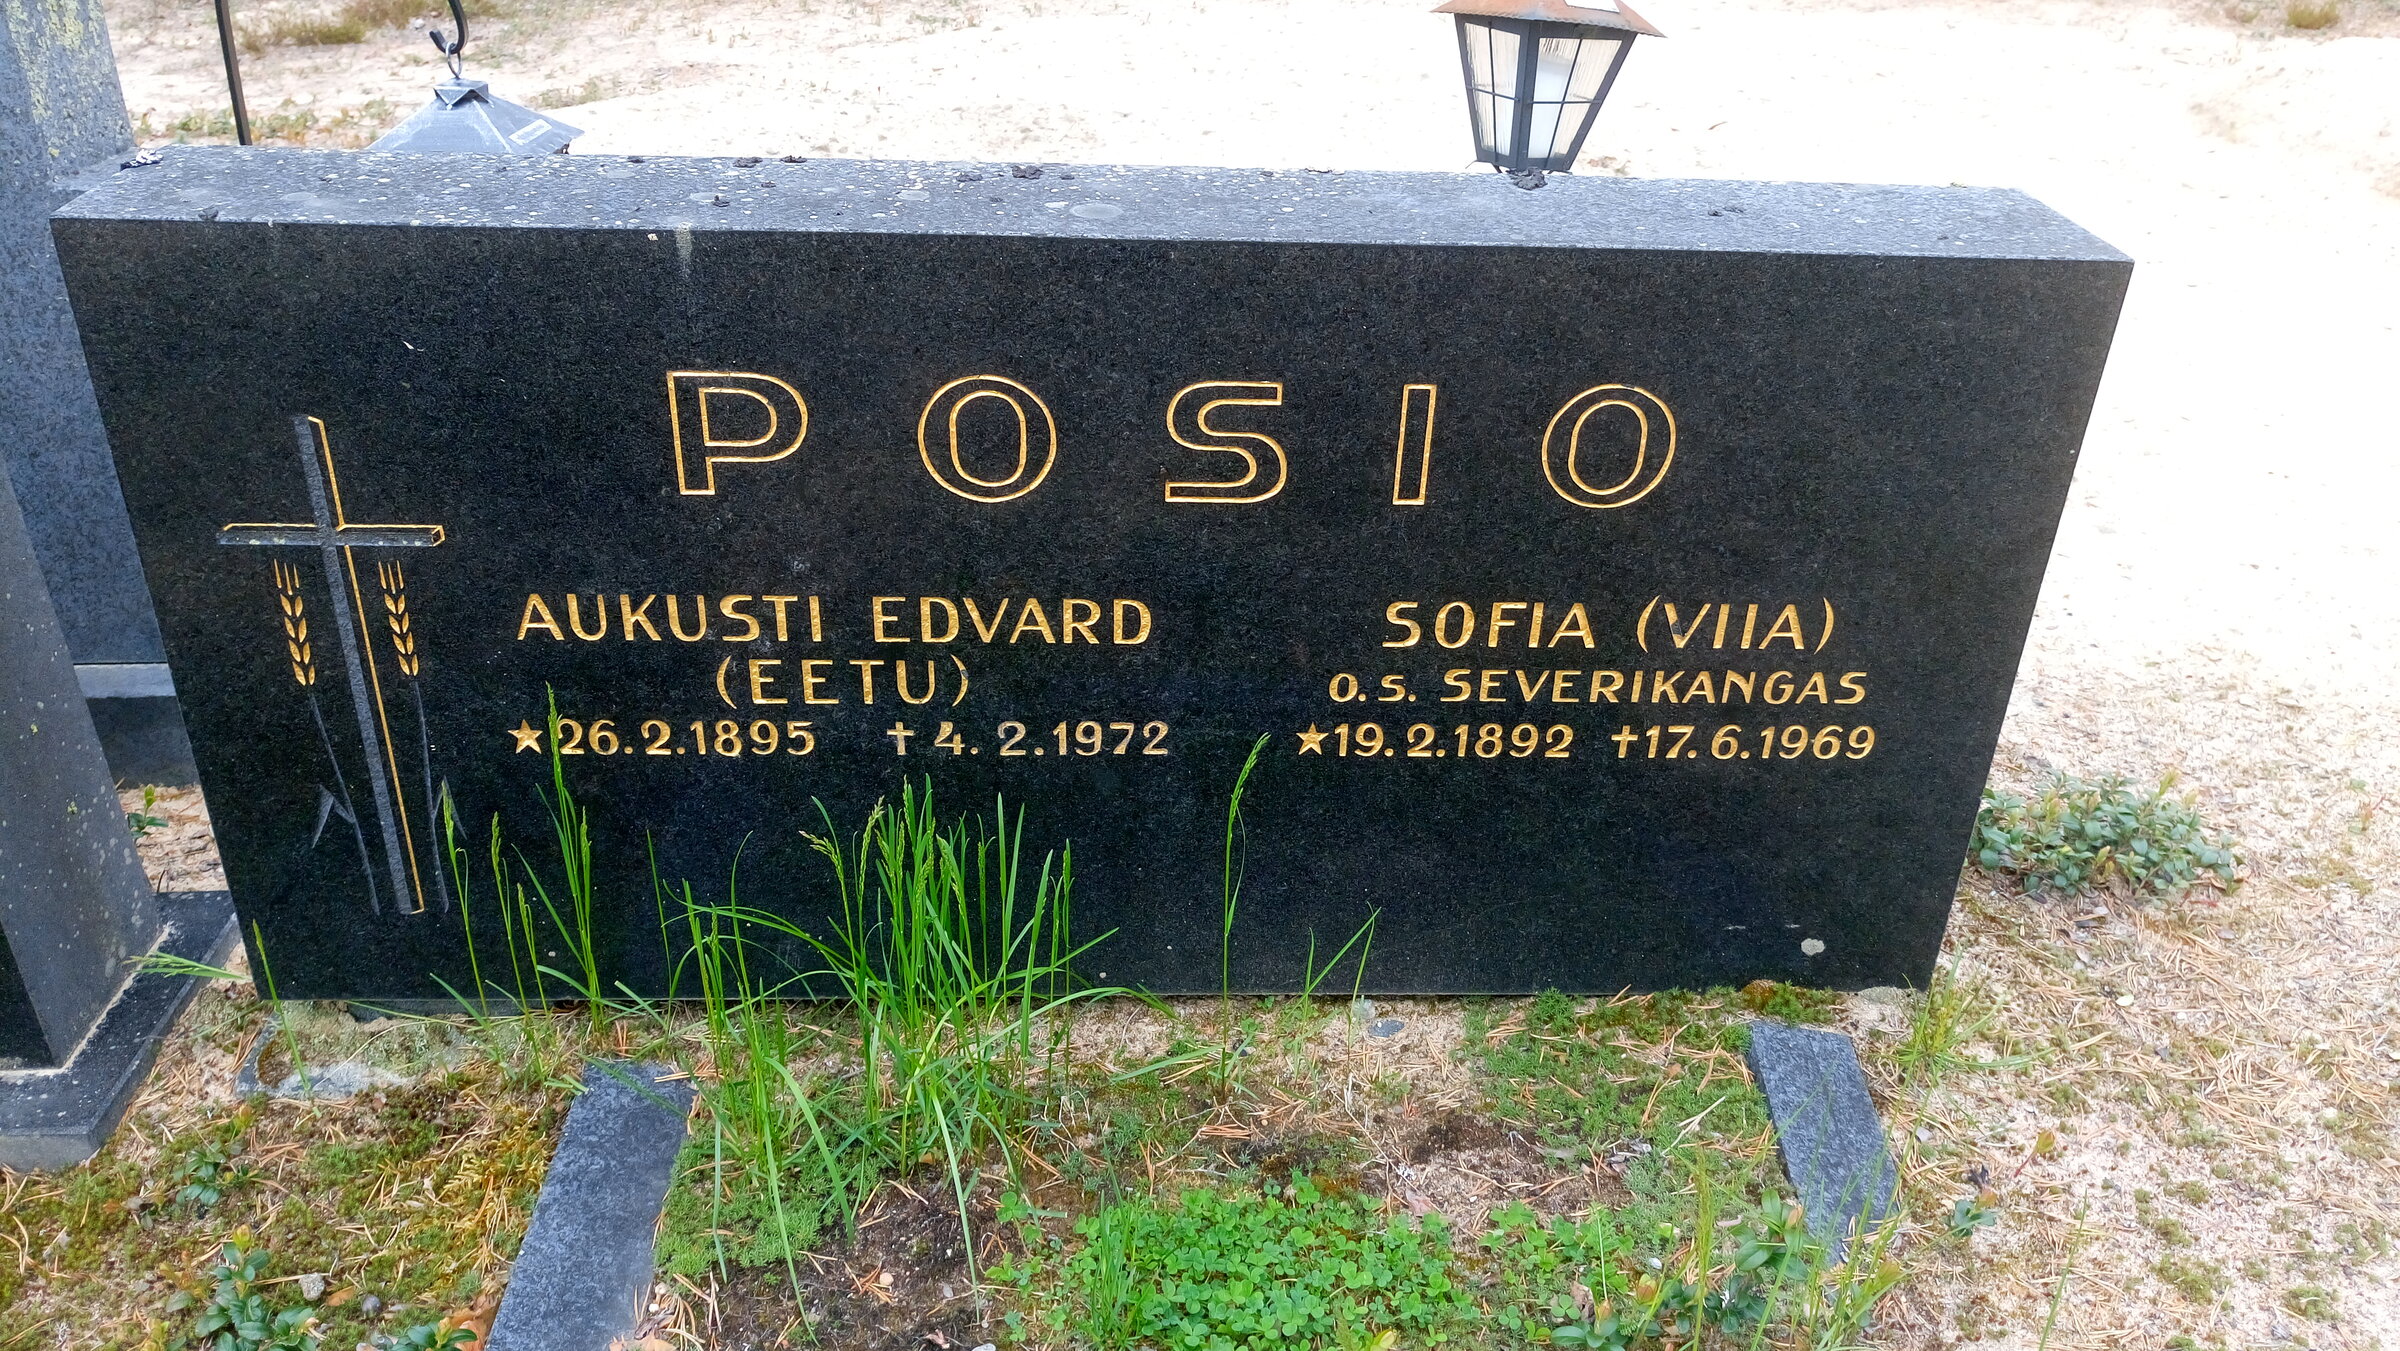 POSIO
AUKUSTI EDVARD
(EETU)
★26.2.1895 †4.2.1972
SOFIA (VIIA)
O.S. SEVERIKANGAS
★19.2.1892 †17.6.1969